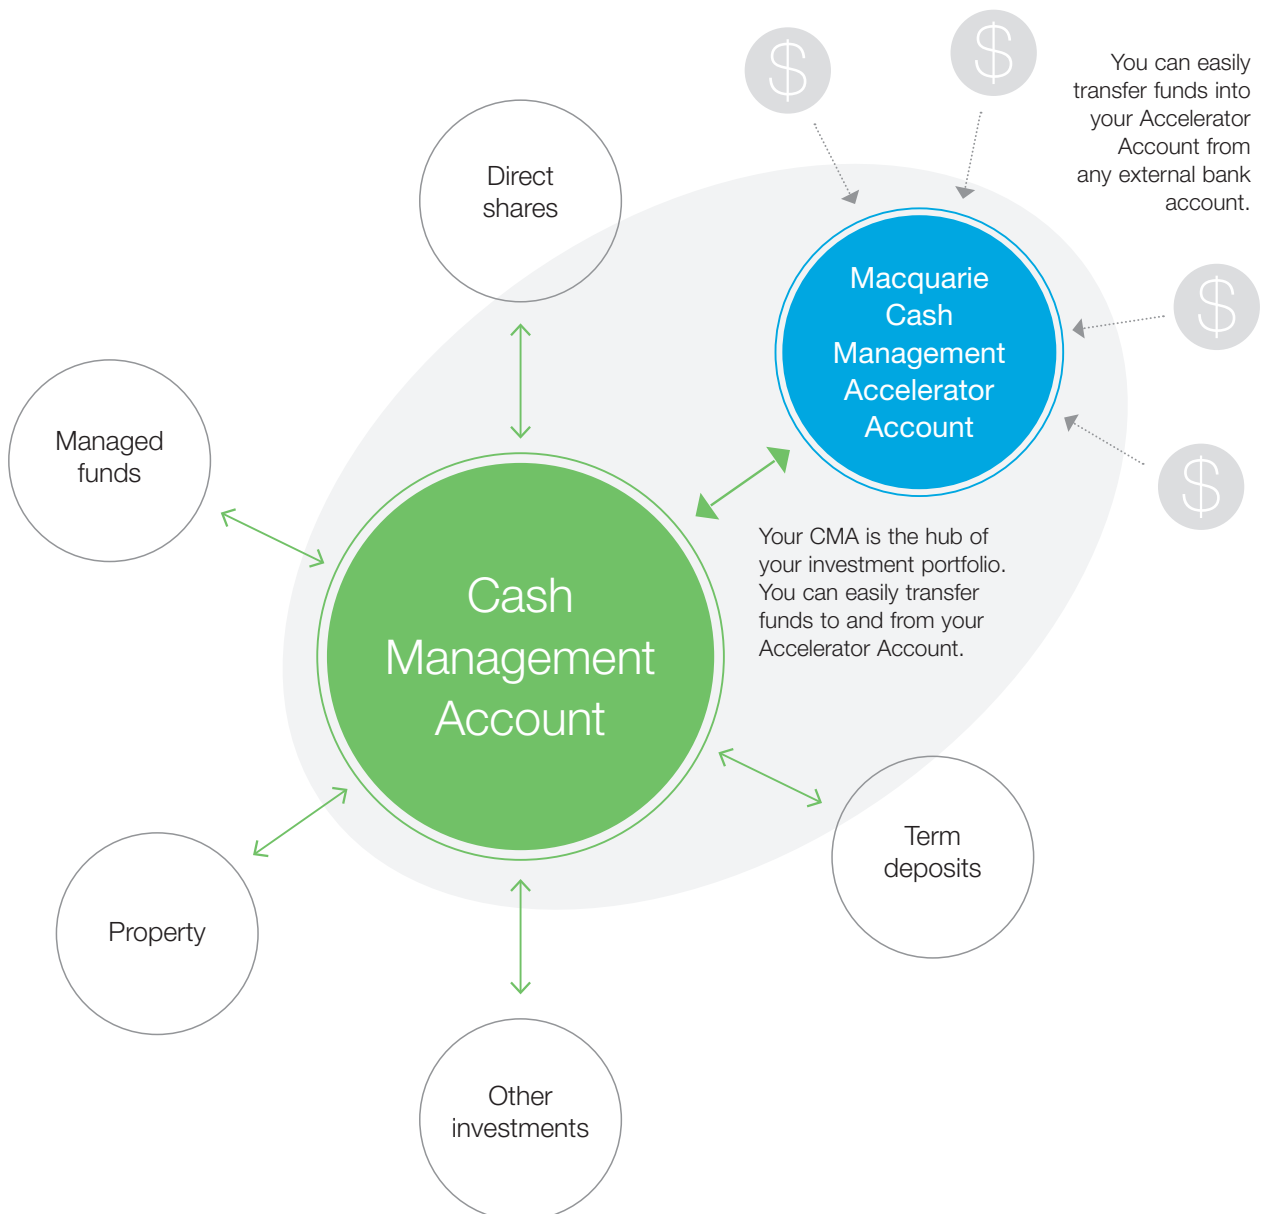 $
$
You can easily
transfer funds into
your Accelerator
Account from
any external bank
account.
Direct
shares
Macquarie
Cash
Management
Accelerator
Account
$
$
Managed
funds
Your CMA is the hub of
your investment portfolio.
You can easily transfer
funds to and from your
Accelerator Account.
Cash
Management
Account
Term
deposits
Property
Other
investments